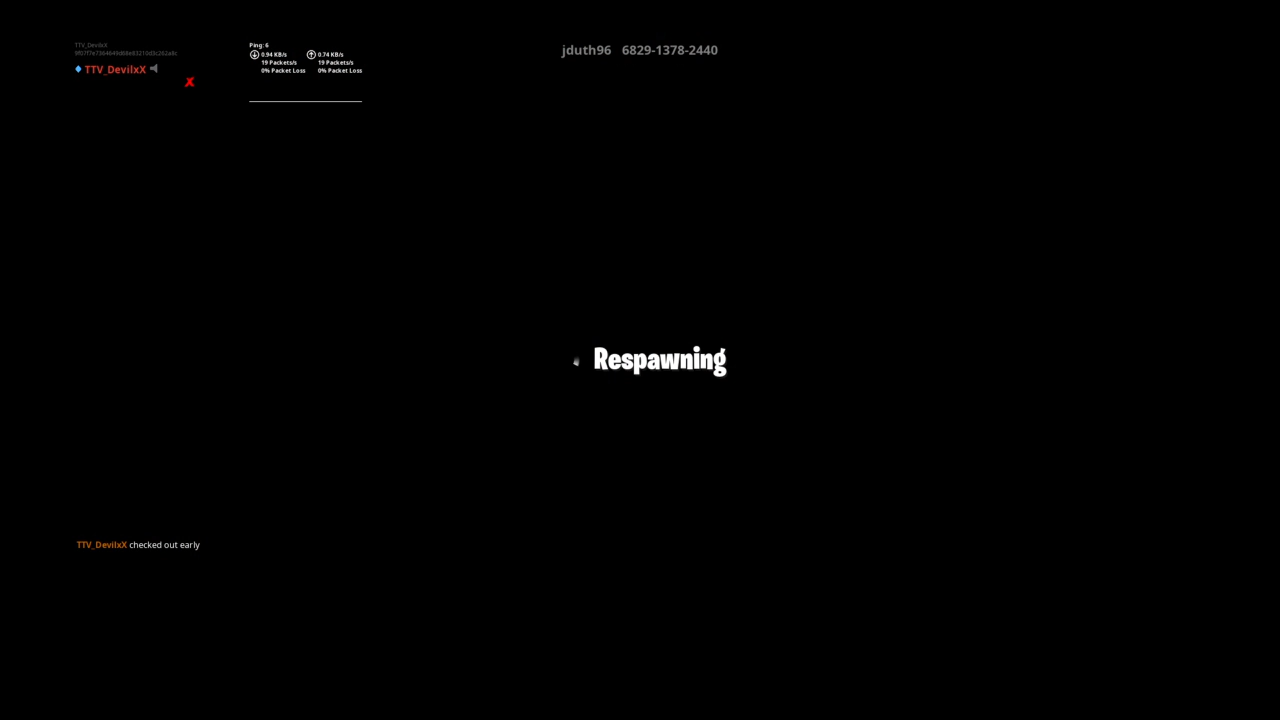 TTV_DevilxX
TTV_DevilxX
Ping: 6
0.94 KB/s 0.74 KB/s
19 Packets/s 19 Packets/s
0% Packet Loss 0% Packet Loss
jduth96 6829-1378-2440
Respawning
TTV_DevilxX checked out early